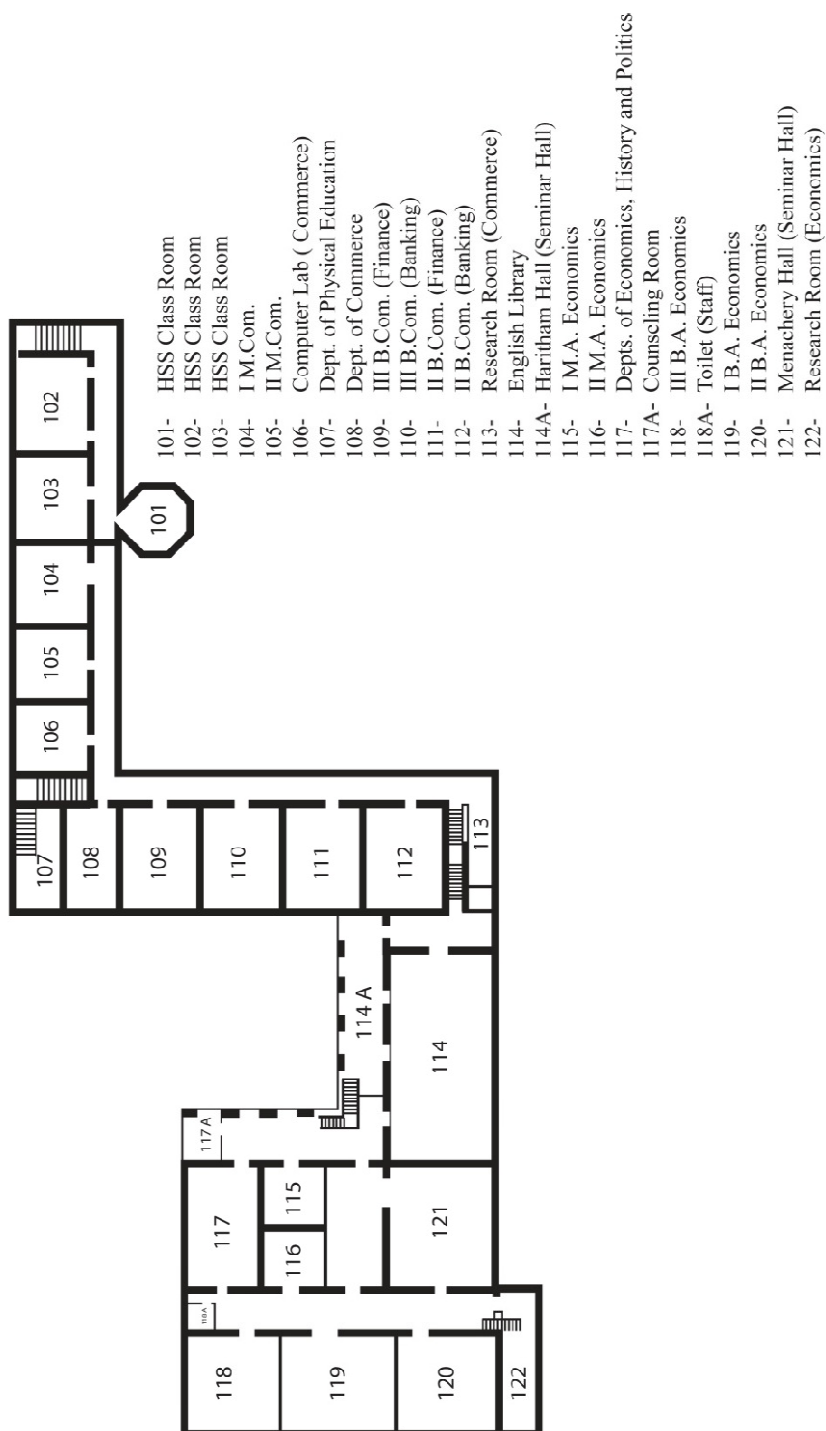 102
103
101
104
105
106
107
108
109
110
111
112
113
114 A
114
117A
117
115
116
121
118A
118
119
120
122
101- HSS Class Room
102- HSS Class Room
103- HSS Class Room
104- I M.Com.
105- II M.Com.
106- Computer Lab ( Commerce)
107- Dept. of Physical Education
108- Dept. of Commerce
109- III B.Com. (Finance)
110- III B.Com. (Banking)
111- II B.Com. (Finance)
112- II B.Com. (Banking)
113- Research Room (Commerce)
114- English Library
114A- Haritham Hall (Seminar Hall)
115- I M.A. Economics
116- II M.A. Economics
117- Depts. of Economics, History and Politics
117A- Counseling Room
118- III B.A. Economics
118A- Toilet (Staff)
119- I B.A. Economics
120- II B.A. Economics
121- Menachery Hall (Seminar Hall)
122- Research Room (Economics)